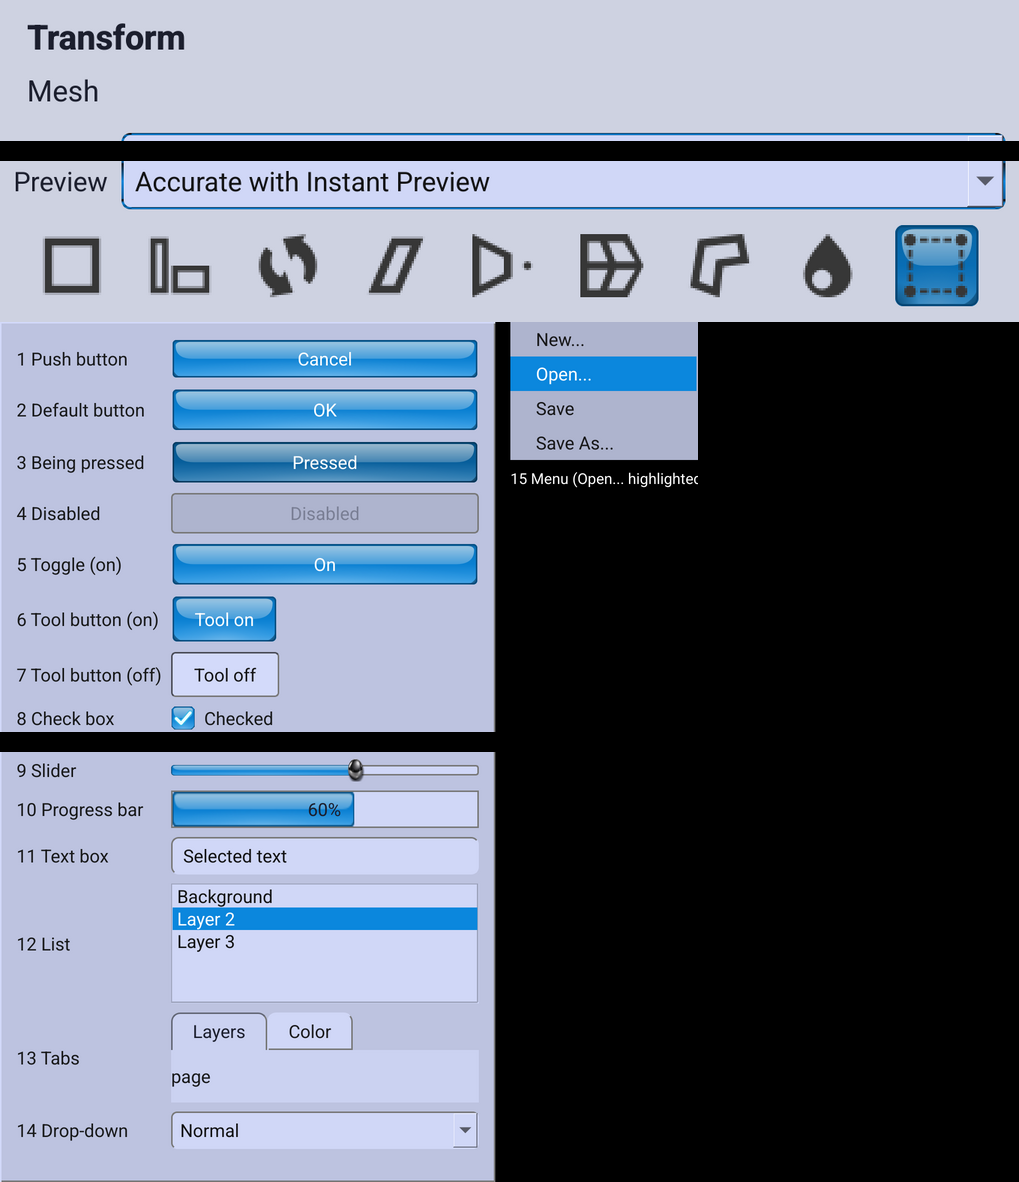 Transform
Mesh
Preview Accurate with Instant Preview
1 Push button Cancel
2 Default button OK
3 Being pressed Pressed
4 Disabled Disabled
5 Toggle (on) On
6 Tool button (on) Tool on
7 Tool button (off) Tool off
8 Check box Checked
New...
Open...
Save
Save As...
15 Menu (Open... highlighted
9 Slider
10 Progress bar 60%
11 Text box Selected text
12 List
Background
Layer 2
Layer 3
13 Tabs
Layers Color
page
14 Drop-down Normal